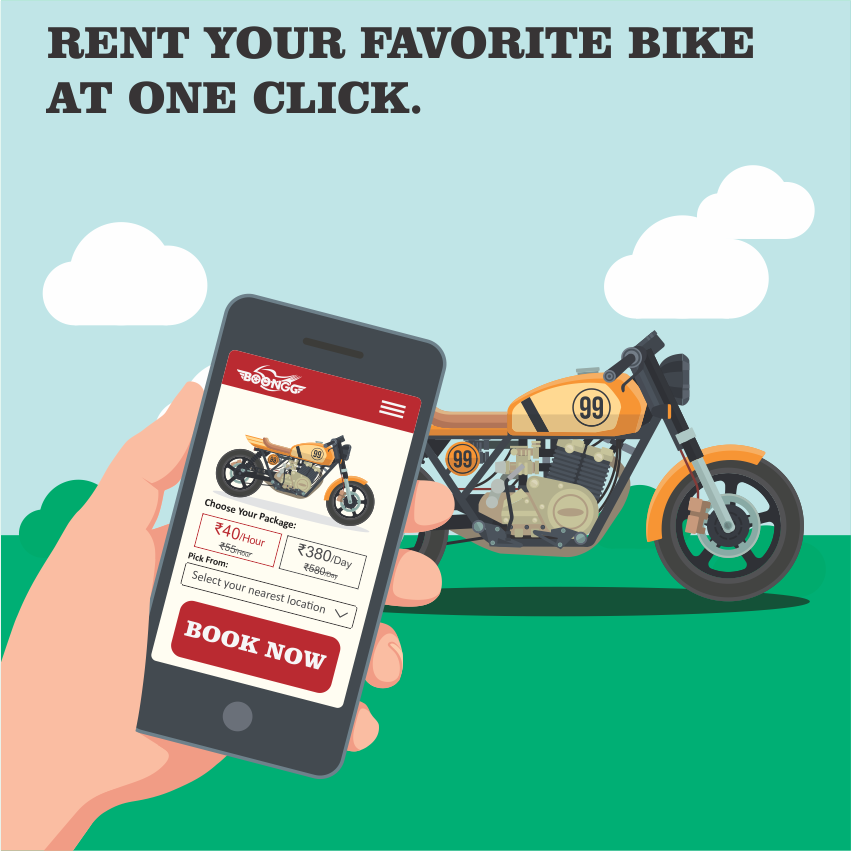 RENT YOUR FAVORITE BIKE
AT ONE CLICK.
99
99
BOONGG
99
Choose Your Package:
₹40/Hour
₹55/Hour
₹380/Day
₹580/Day
Pick From:
Select your nearest location
BOOK NOW